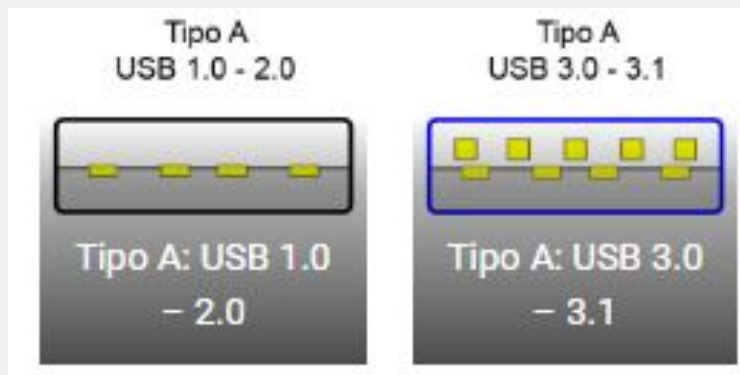 Tipo A
USB 1.0 - 2.0
Tipo A
USB 3.0 - 3.1
Tipo A: USB 1.0
– 2.0
Tipo A: USB 3.0
– 3.1